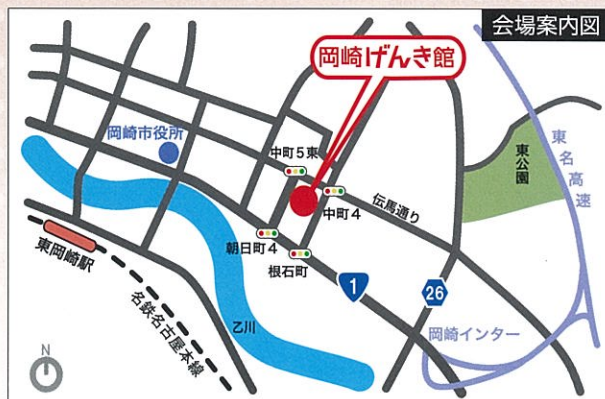 会場案内図
岡崎げんき館
岡崎市役所
中町5東
中町4
伝馬通り
東公園
東名高速
東岡崎駅
朝日町4
根石町
1
26
名鉄名古屋本線
乙川
岡崎インター
N